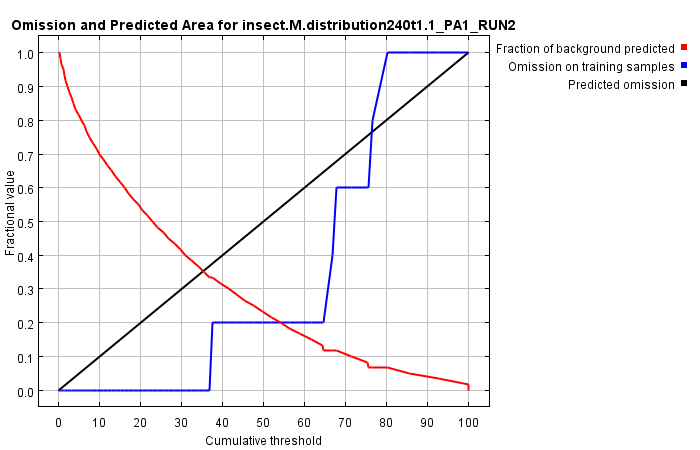 Omission and Predicted Area for insect.M.distribution240t1.1_PA1_RUN2
Fraction of background predicted
Omission on training samples
Predicted omission
Fractional value
1.0
0.9
0.8
0.7
0.6
0.5
0.4
0.3
0.2
0.1
0.0
0 10 20 30 40 50 60 70 80 90 100
Cumulative threshold